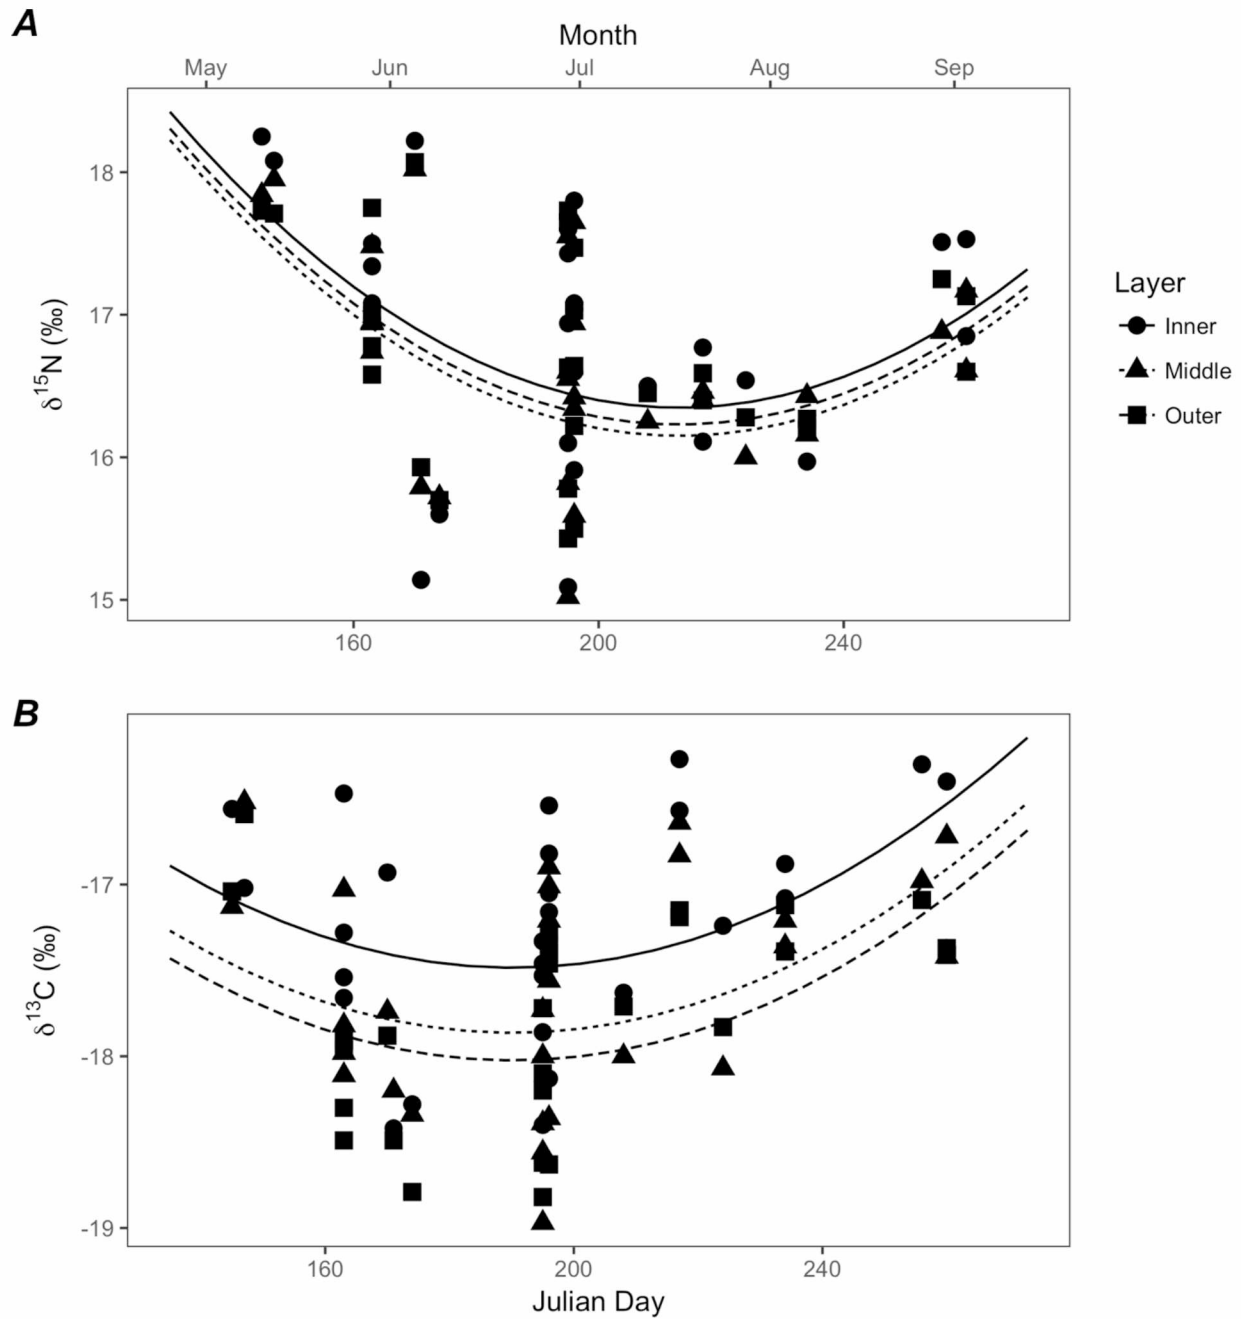 A
Month
May Jun Jul Aug Sep
18
17
16
15
δ15N (‰)
160 200 240
Layer
Inner
Middle
Outer
B
-17
-18
-19
δ13C (‰)
160 200 240
Julian Day